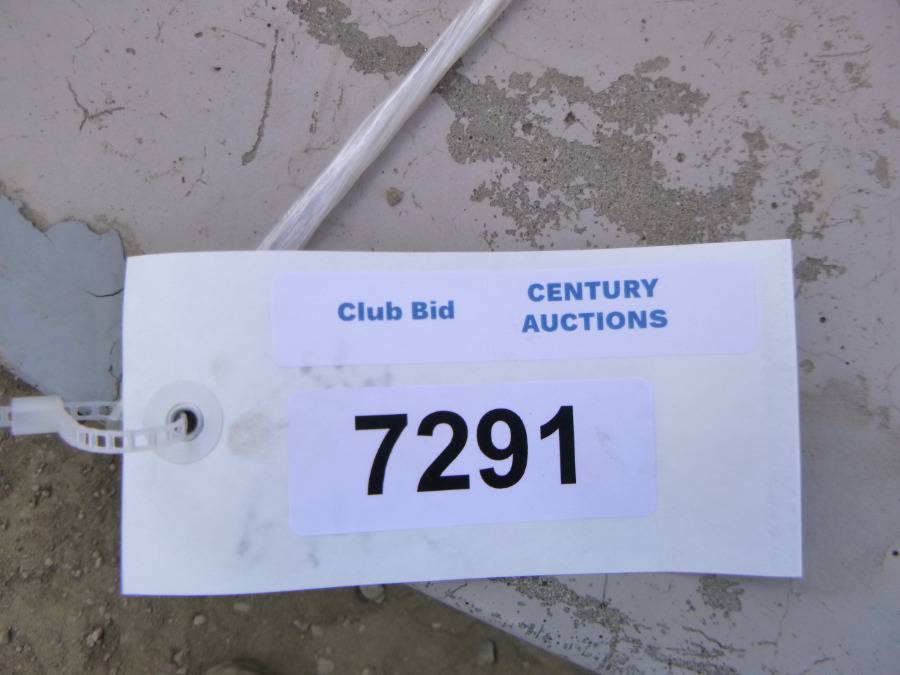 Club Bid
CENTURY
AUCTIONS
7291